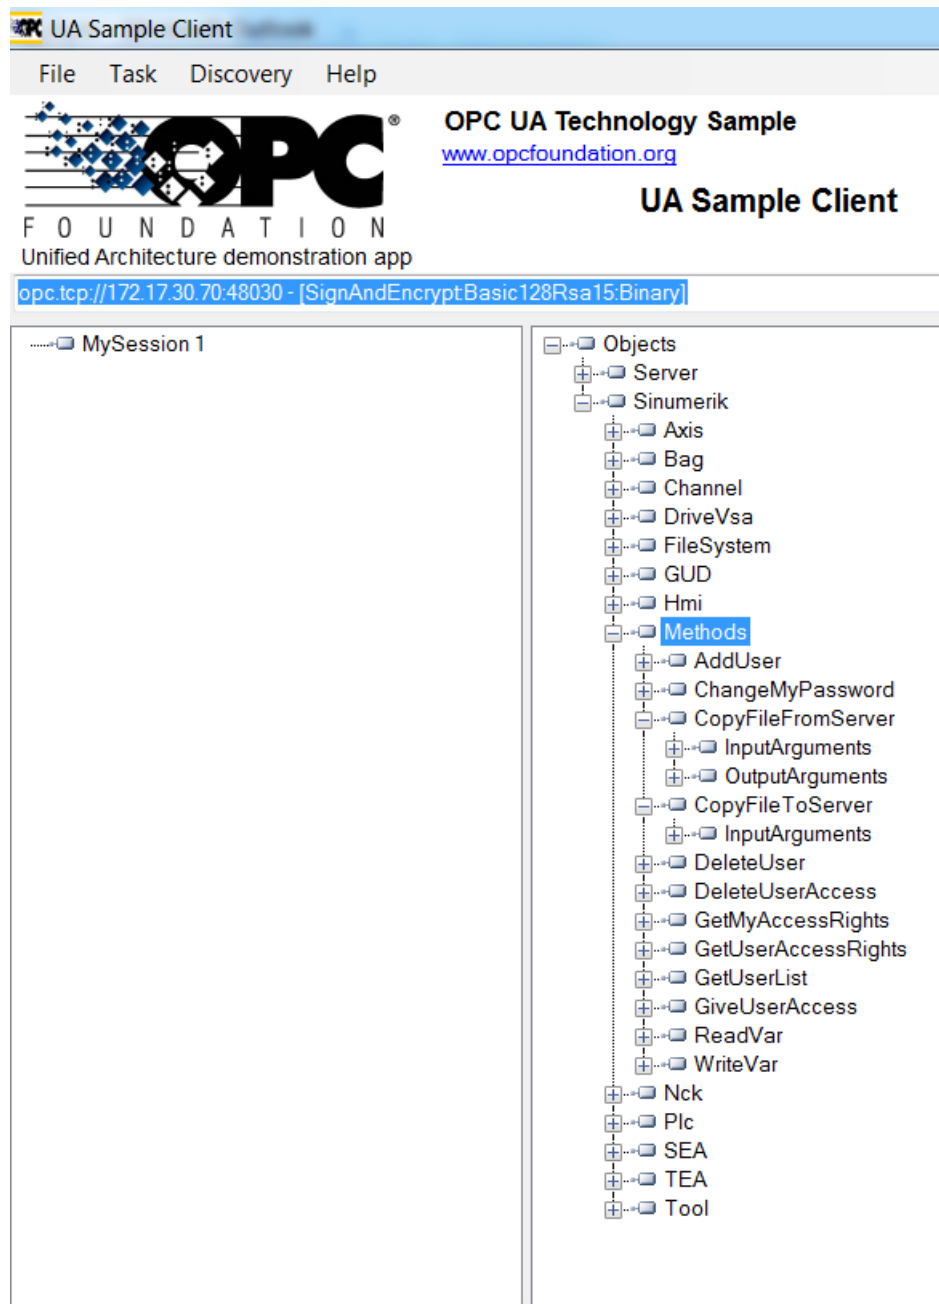 UA Sample Client
File Task Discovery Help
OPC®
FOUNDATION
Unified Architecture demonstration app
OPC UA Technology Sample
www.opcfoundation.org
UA Sample Client
opc.tcp://172.17.30.70:48030 - [SignAndEncrypt:Basic128Rsa15:Binary]
MySession 1
Objects
Server
Sinumerik
Axis
Bag
Channel
DriveVsa
FileSystem
GUD
Hmi
Methods
AddUser
ChangeMyPassword
CopyFileFromServer
InputArguments
OutputArguments
CopyFileToServer
InputArguments
DeleteUser
DeleteUserAccess
GetMyAccessRights
GetUserAccessRights
GetUserList
GiveUserAccess
ReadVar
WriteVar
Nck
Plc
SEA
TEA
Tool